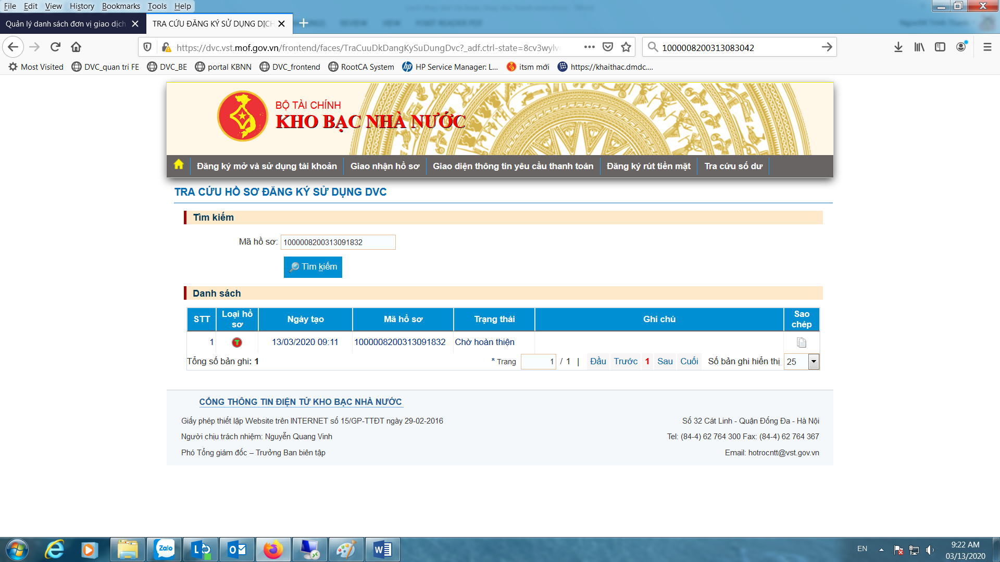 File Edit View History Bookmarks Tools Help
Quản lý danh sách đơn vị giao dịch
TRA CỨU ĐĂNG KÝ SỬ DỤNG DỊCH
https://dvc.vst.mof.gov.vn/frontend/faces/TraCuuDkDangKySuDungDvc?_adf.ctrl-state=8cv3wylv
1000008200313083042
Most Visited DVC_quan tri FE DVC_BE portal KBNN DVC_frontend RootCA System HP Service Manager: L... itsm mới https://khaithac.dmdc....
BỘ TÀI CHÍNH
KHO BẠC NHÀ NƯỚC
Đăng ký mở và sử dụng tài khoản Giao nhận hồ sơ Giao diện thông tin yêu cầu thanh toán Đăng ký rút tiền mặt Tra cứu số dư
TRA CỨU HỒ SƠ ĐĂNG KÝ SỬ DỤNG DVC
Tìm kiếm
Mã hồ sơ: 1000008200313091832
Tìm kiếm
Danh sách
STT Loại hồ sơ Ngày tạo Mã hồ sơ Trạng thái Ghi chú Sao chép
1 T 13/03/2020 09:11 1000008200313091832 Chờ hoàn thiện
Tổng số bản ghi: 1 * Trang 1 / 1 | Đầu Trước 1 Sau Cuối Số bản ghi hiển thị 25
CỔNG THÔNG TIN ĐIỆN TỬ KHO BẠC NHÀ NƯỚC
Giấy phép thiết lập Website trên INTERNET số 15/GP-TTĐT ngày 29-02-2016 Số 32 Cát Linh - Quận Đống Đa - Hà Nội
Người chịu trách nhiệm: Nguyễn Quang Vinh Tel: (84-4) 62 764 300 Fax: (84-4) 62 764 367
Phó Tổng giám đốc – Trưởng Ban biên tập Email: hotrocntt@vst.gov.vn
Zalo
EN
9:22 AM
03/13/2020